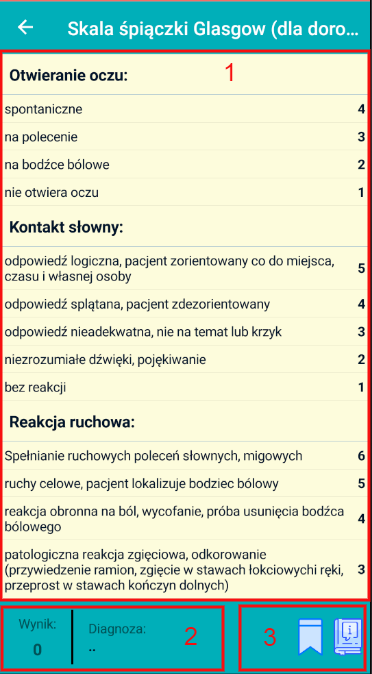 Skala śpiączki Glasgow (dla doro...
Otwieranie oczu: 1
spontaniczne 4
na polecenie 3
na bodźce bólowe 2
nie otwiera oczu 1
Kontakt słowny:
odpowiedź logiczna, pacjent zorientowany co do miejsca,
czasu i własnej osoby 5
odpowiedź splątana, pacjent zdezorientowany 4
odpowiedź nieadekwatna, nie na temat lub krzyk 3
niezrozumiałe dźwięki, pojękiwanie 2
bez reakcji 1
Reakcja ruchowa:
Spełnianie ruchowych poleceń słownych, migowych 6
ruchy celowe, pacjent lokalizuje bodziec bólowy 5
reakcja obronna na ból, wycofanie, próba usunięcia bodźca
bólowego 4
patologiczna reakcja zgięciowa, odkorowanie
(przywiedzenie ramion, zgięcie w stawach łokciowychi ręki, 3
przeprost w stawach kończyn dolnych)
Wynik: Diagnoza: 2 3
0 ..